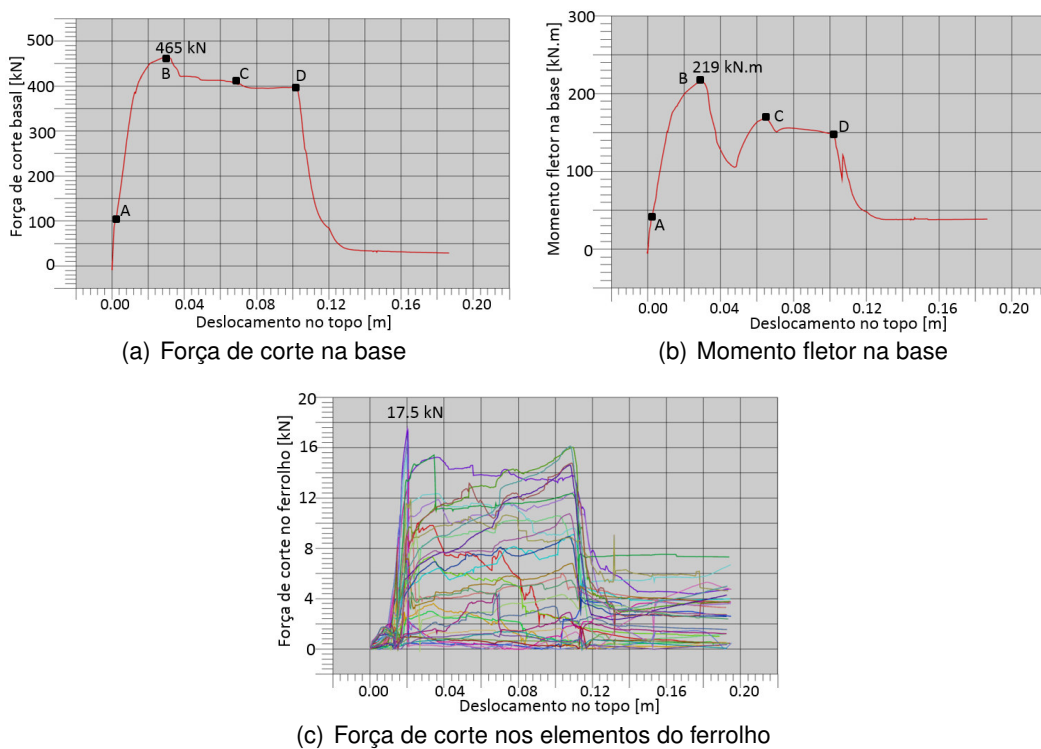 Força de corte basal [kN]
500
400
300
200
100
0
465 kN
A
B
C
D
0.00
0.04
0.08
0.12
0.16
0.20
Deslocamento no topo [m]
(a) Força de corte na base
Momento fletor na base [kN.m]
300
200
100
0
219 kN.m
A
B
C
D
0.00
0.04
0.08
0.12
0.16
0.20
Deslocamento no topo [m]
(b) Momento fletor na base
Força de corte no ferrolho [kN]
20
16
12
8
4
0
17.5 kN
0.00
0.04
0.08
0.12
0.16
0.20
Deslocamento no topo [m]
(c) Força de corte nos elementos do ferrolho